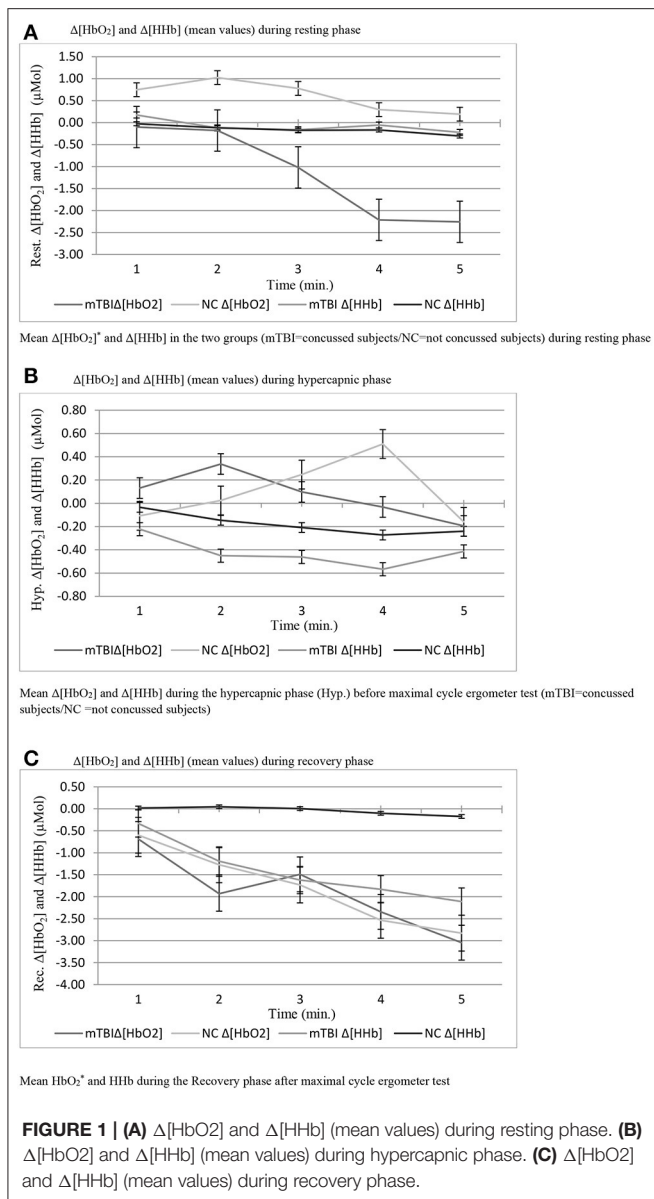 A Δ[HbO₂] and Δ[HHb] (mean values) during resting phase
Rest. Δ[HbO₂] and Δ[HHb] (µMol)
1.50
1.00
0.50
0.00
-0.50
-1.00
-1.50
-2.00
-2.50
-3.00
1 2 3 4 5
Time (min.)
mTBIΔ[HbO2] NC Δ[HbO2] mTBI Δ[HHb] NC Δ[HHb]
Mean Δ[HbO₂]* and Δ[HHb] in the two groups (mTBI=concussed subjects/NC=not concussed subjects) during resting phase
B Δ[HbO₂] and Δ[HHb] (mean values) during hypercapnic phase
Hyp. Δ[HbO₂] and Δ[HHb] (µMol)
0.80
0.60
0.40
0.20
0.00
-0.20
-0.40
-0.60
-0.80
1 2 3 4 5
Time (min.)
mTBIΔ[HbO2] NC Δ[HbO2] mTBI Δ[HHb] NC Δ[HHb]
Mean Δ[HbO₂] and Δ[HHb] during the hypercapnic phase (Hyp.) before maximal cycle ergometer test (mTBI=concussed
subjects/NC =not concussed subjects)
C Δ[HbO₂] and Δ[HHb] (mean values) during recovery phase
Rec. Δ[HbO₂] and Δ[HHb] (µMol)
0.50
0.00
-0.50
-1.00
-1.50
-2.00
-2.50
-3.00
-3.50
-4.00
1 2 3 4 5
Time (min.)
mTBIΔ[HbO2] NC Δ[HbO2] mTBI Δ[HHb] NC Δ[HHb]
Mean HbO₂* and HHb during the Recovery phase after maximal cycle ergometer test
FIGURE 1 | (A) Δ[HbO2] and Δ[HHb] (mean values) during resting phase. (B)
Δ[HbO2] and Δ[HHb] (mean values) during hypercapnic phase. (C) Δ[HbO2]
and Δ[HHb] (mean values) during recovery phase.